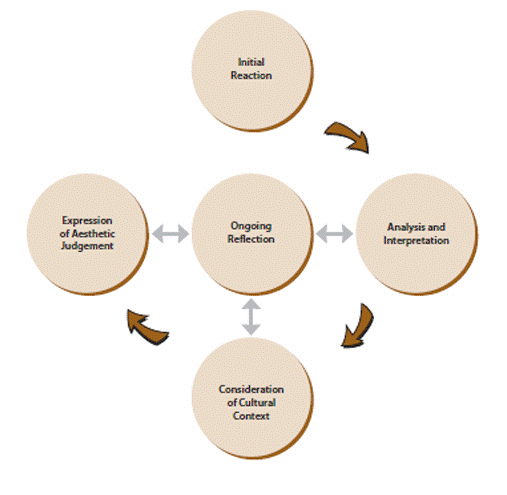 Initial
Reaction
Expression
of Aesthetic
Judgement
Ongoing
Reflection
Analysis and
Interpretation
Consideration
of Cultural
Context